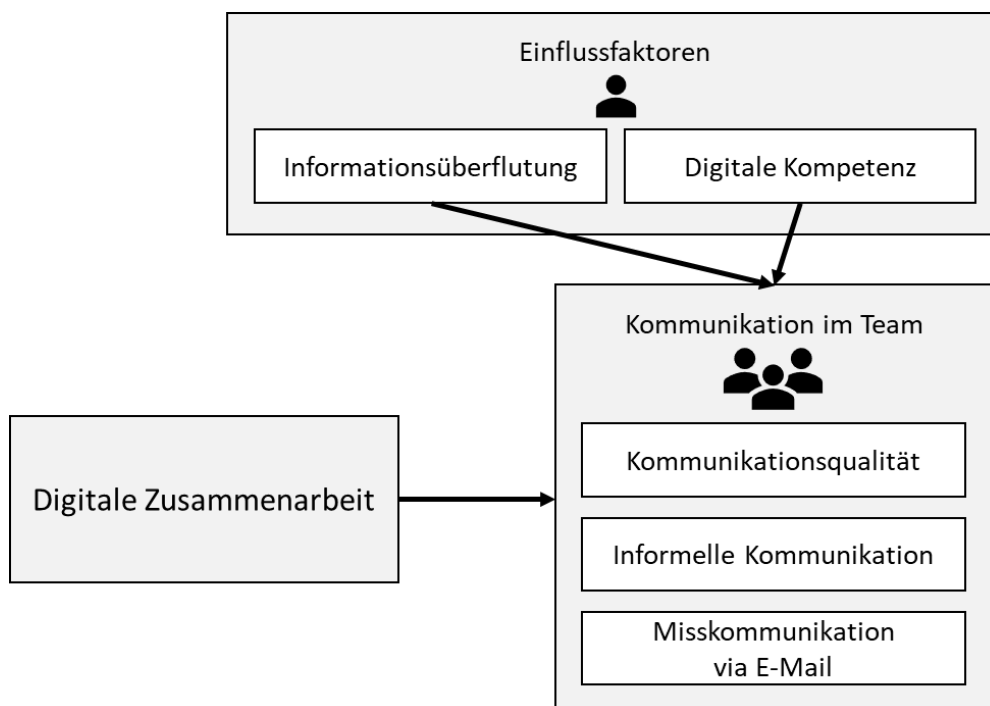 Einflussfaktoren
Informationsüberflutung
Digitale Kompetenz
Kommunikation im Team
Kommunikationsqualität
Digitale Zusammenarbeit
Informelle Kommunikation
Misskommunikation
via E-Mail